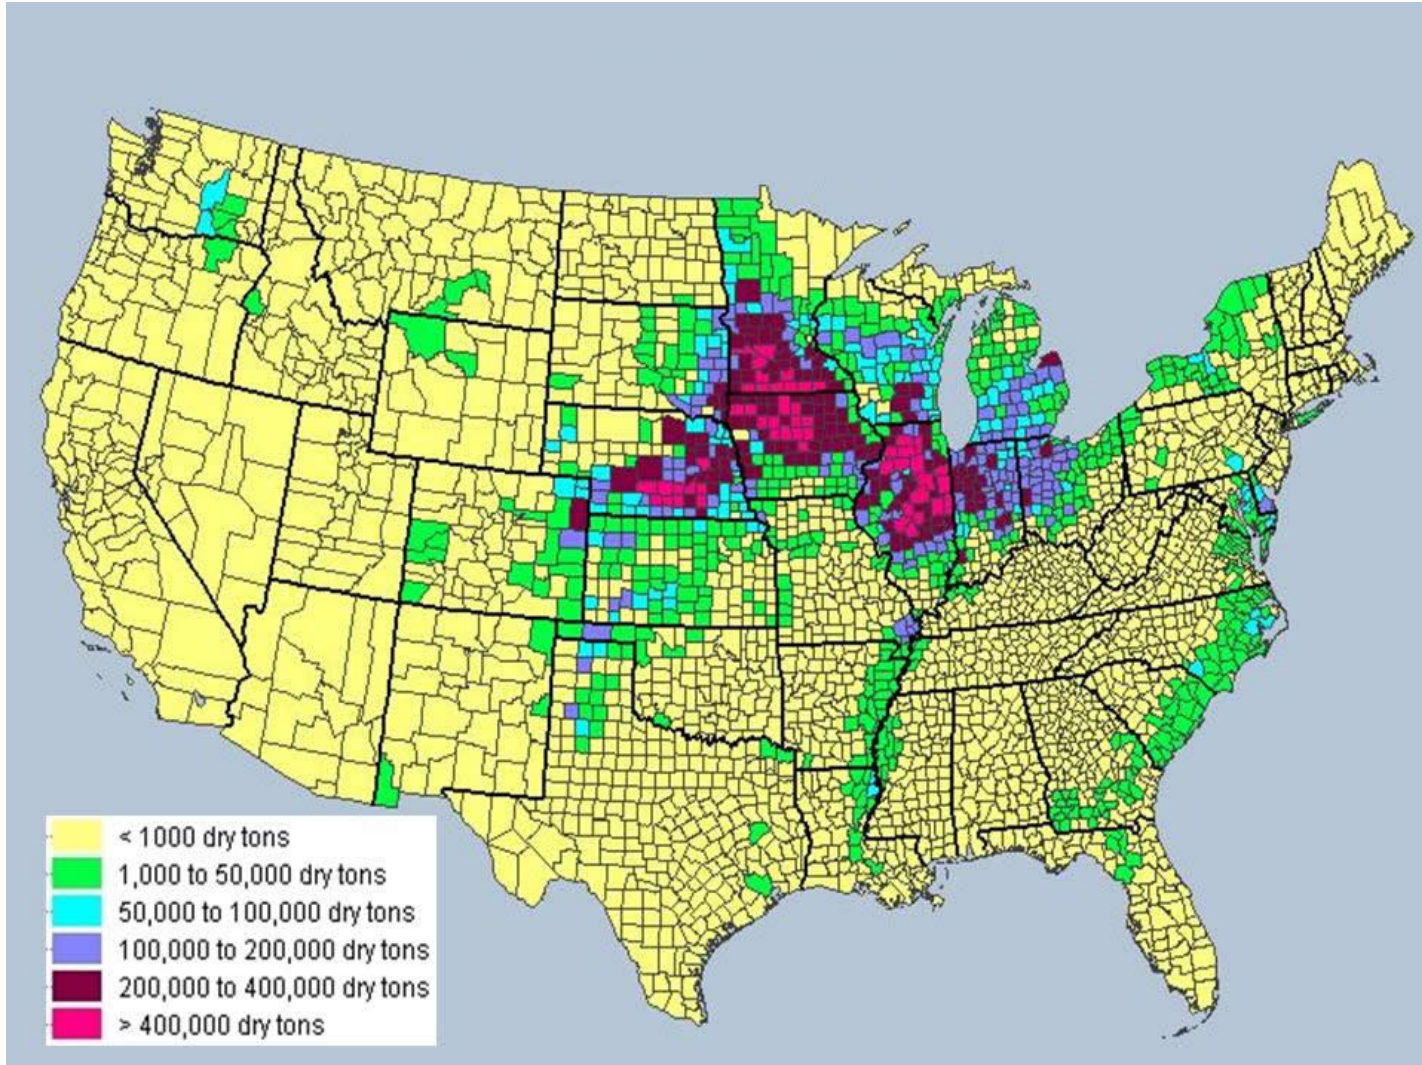 < 1000 dry tons
1,000 to 50,000 dry tons
50,000 to 100,000 dry tons
100,000 to 200,000 dry tons
200,000 to 400,000 dry tons
> 400,000 dry tons